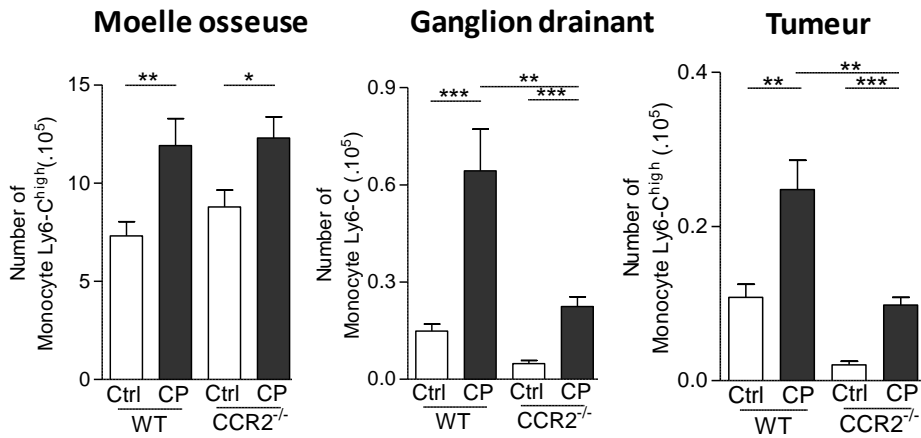 Moelle osseuse
Number of
Monocyte Ly6-C^high(.10^5)
15
10
5
0
**
*
Ctrl CP Ctrl CP
WT CCR2^-/-
Ganglion drainant
Number of
Monocyte Ly6-C (.10^5)
0.9
0.6
0.3
0.0
**
*** ***
Ctrl CP Ctrl CP
WT CCR2^-/-
Tumeur
Number of
Monocyte Ly6-C^high(.10^5)
0.4
0.2
0.0
**
** ***
Ctrl CP Ctrl CP
WT CCR2^-/-